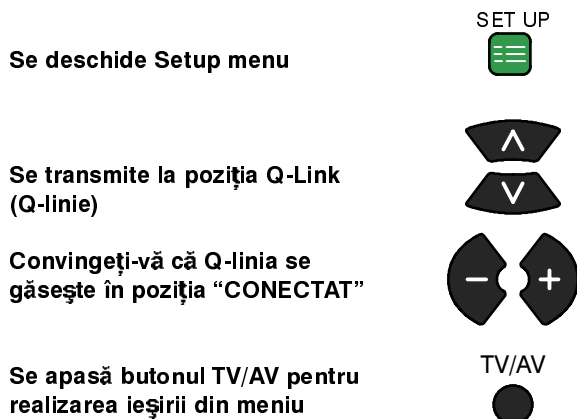 SET UP
Se deschide Setup menu
Se transmite la poziţia Q-Link
(Q-linie)
Convingeţi-vă că Q-linia se
găseşte în poziţia “CONECTAT”
TV/AV
Se apasă butonul TV/AV pentru
realizarea ieşirii din meniu